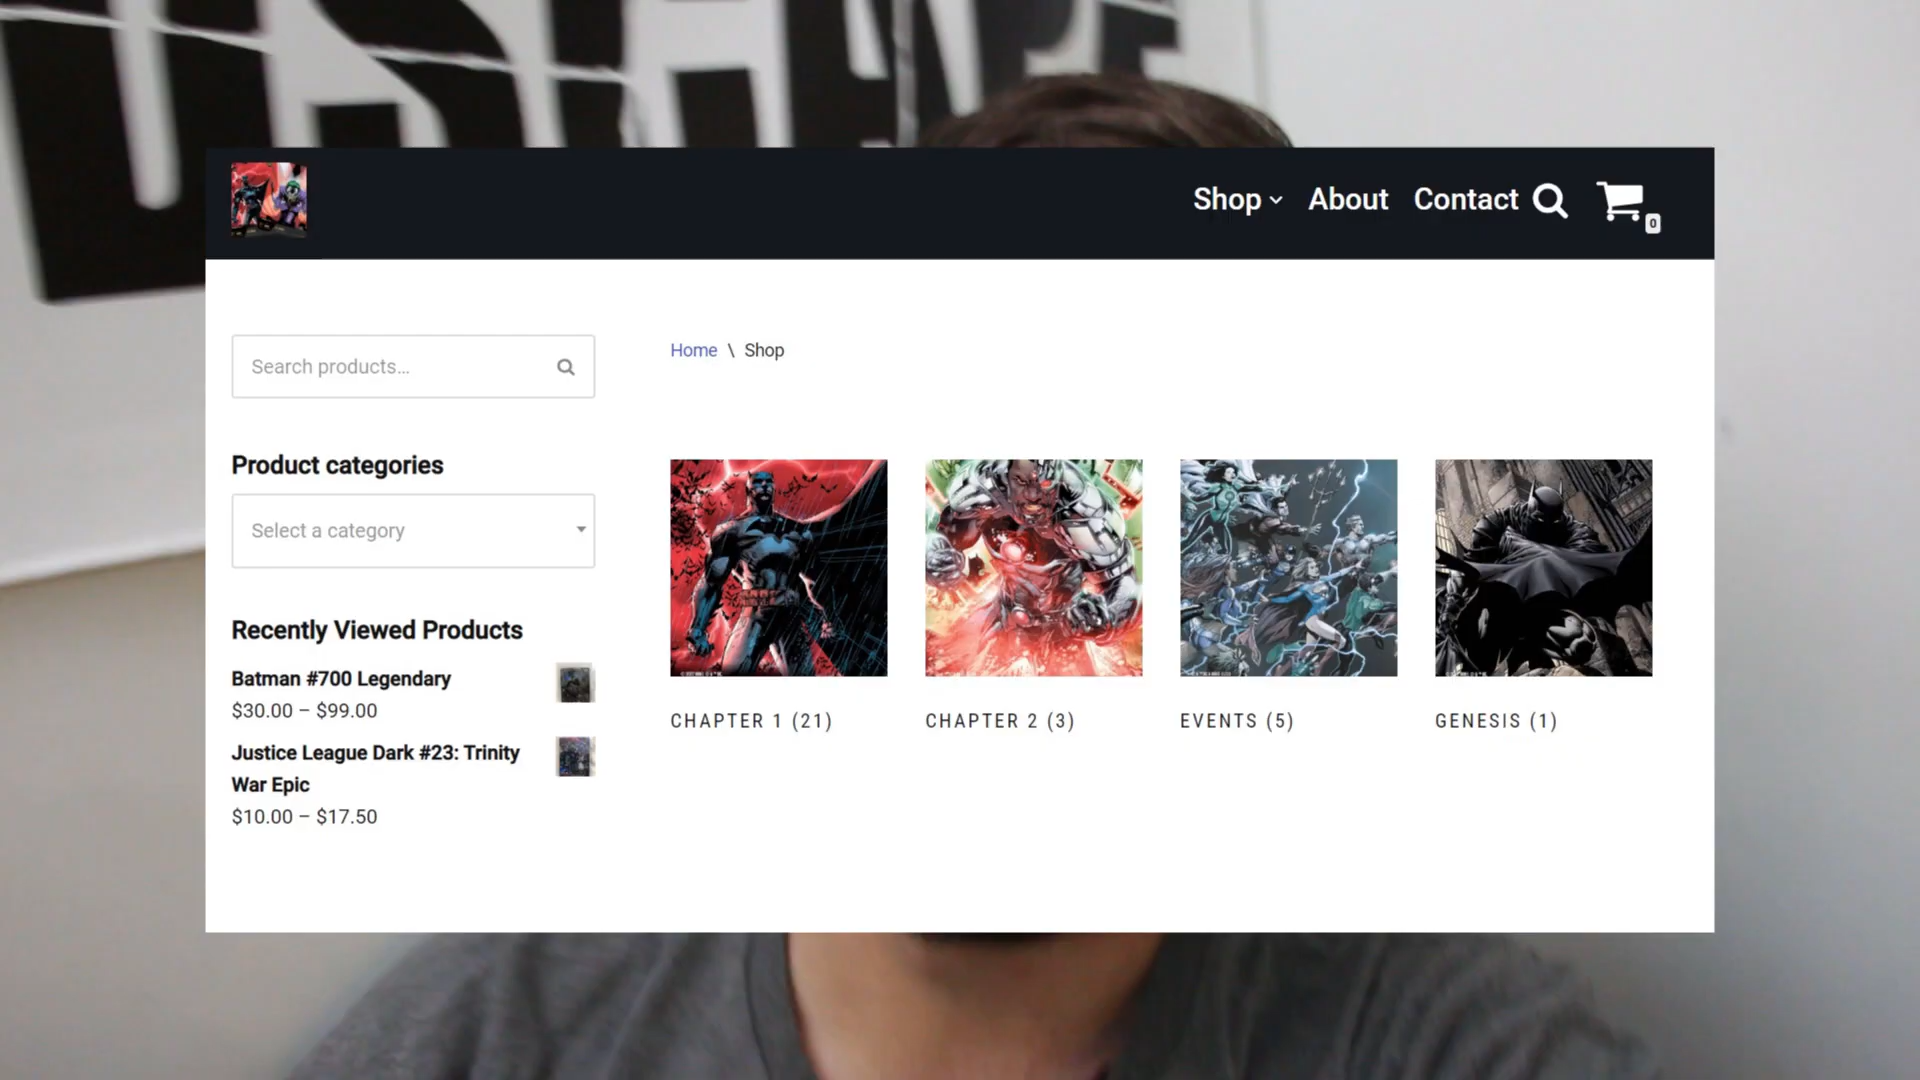 Shop About Contact
0
Search products...
Home \ Shop
Product categories
Select a category
Recently Viewed Products
Batman #700 Legendary
$30.00 – $99.00
Justice League Dark #23: Trinity
War Epic
$10.00 – $17.50
CHAPTER 1 (21) CHAPTER 2 (3) EVENTS (5) GENESIS (1)